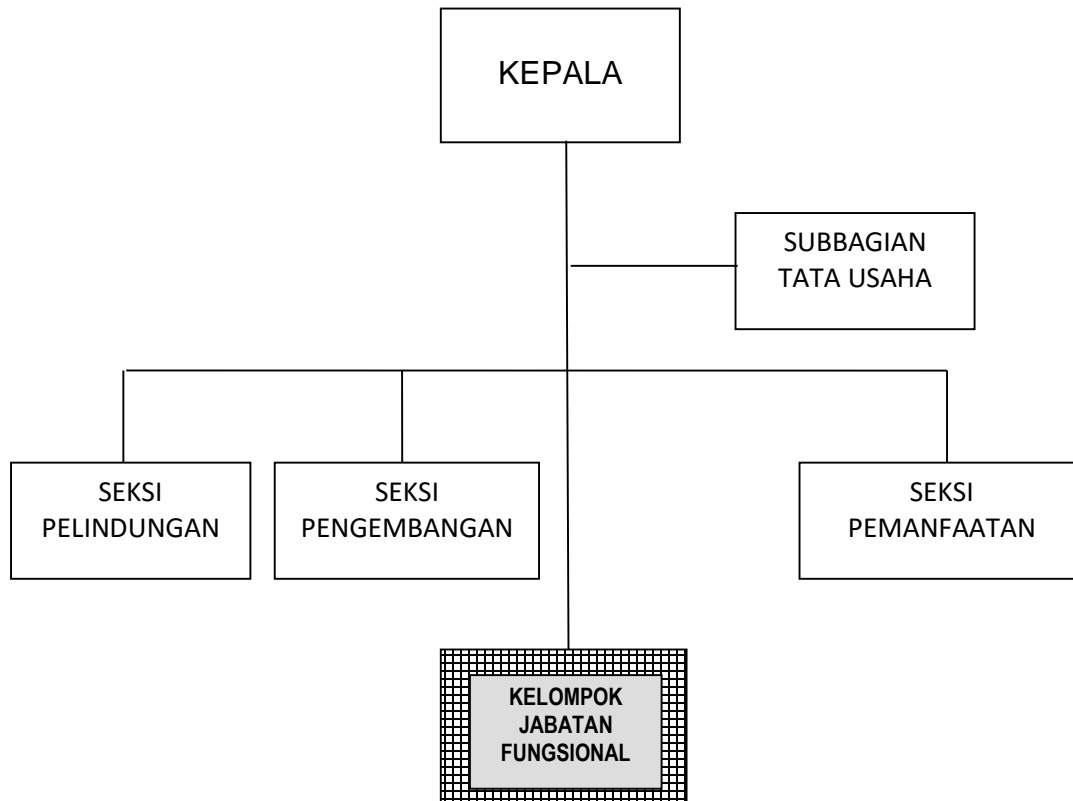 KEPALA
SUBBAGIAN
TATA USAHA
SEKSI
PELINDUNGAN
SEKSI
PENGEMBANGAN
SEKSI
PEMANFAATAN
KELOMPOK
JABATAN
FUNGSIONAL